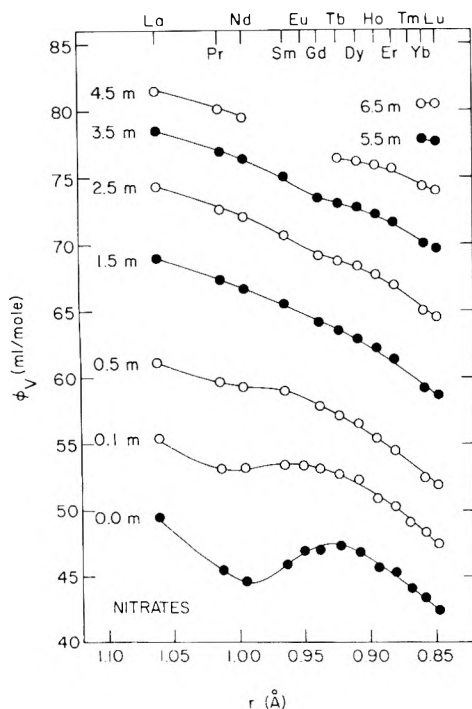 La Nd Eu Tb Ho Tm Lu
Pr Sm Gd Dy Er Yb
4.5 m
6.5 m
3.5 m
5.5 m
2.5 m
1.5 m
0.5 m
0.1 m
0.0 m
NITRATES
85
80
75
70
65
60
55
50
45
40
ϕV (ml/mole)
1.10 1.05 1.00 0.95 0.90 0.85
r (Å)